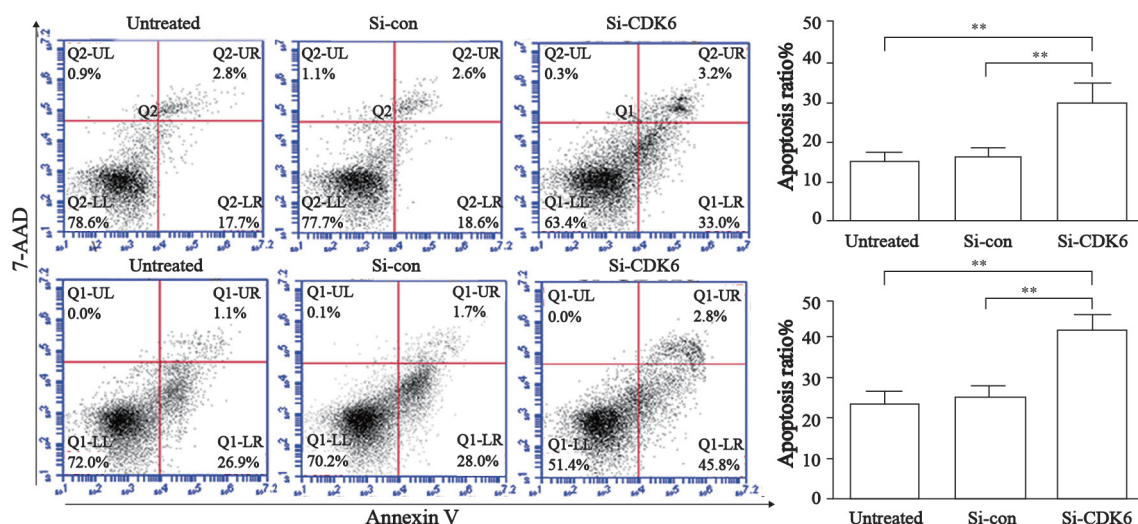 Untreated
Q2-UL
0.9%
Q2-UR
2.8%
Q2
Q2-LL
78.6%
Q2-LR
17.7%
Si-con
Q2-UL
1.1%
Q2-UR
2.6%
Q2
Q2-LL
77.7%
Q2-LR
18.6%
Si-CDK6
Q2-UL
0.3%
Q2-UR
3.2%
Q1
Q1-LL
63.4%
Q1-LR
33.0%
Apoptosis ratio%
50
40
30
20
10
0
**
**
Untreated Si-con Si-CDK6
7-AAD
Untreated
Q1-UL
0.0%
Q1-UR
1.1%
Q1-LL
72.0%
Q1-LR
26.9%
Si-con
Q1-UL
0.1%
Q1-UR
1.7%
Q1-LL
70.2%
Q1-LR
28.0%
Si-CDK6
Q1-UL
0.0%
Q1-UR
2.8%
Q1-LL
51.4%
Q1-LR
45.8%
Annexin V
Apoptosis ratio%
50
40
30
20
10
0
**
**
Untreated Si-con Si-CDK6